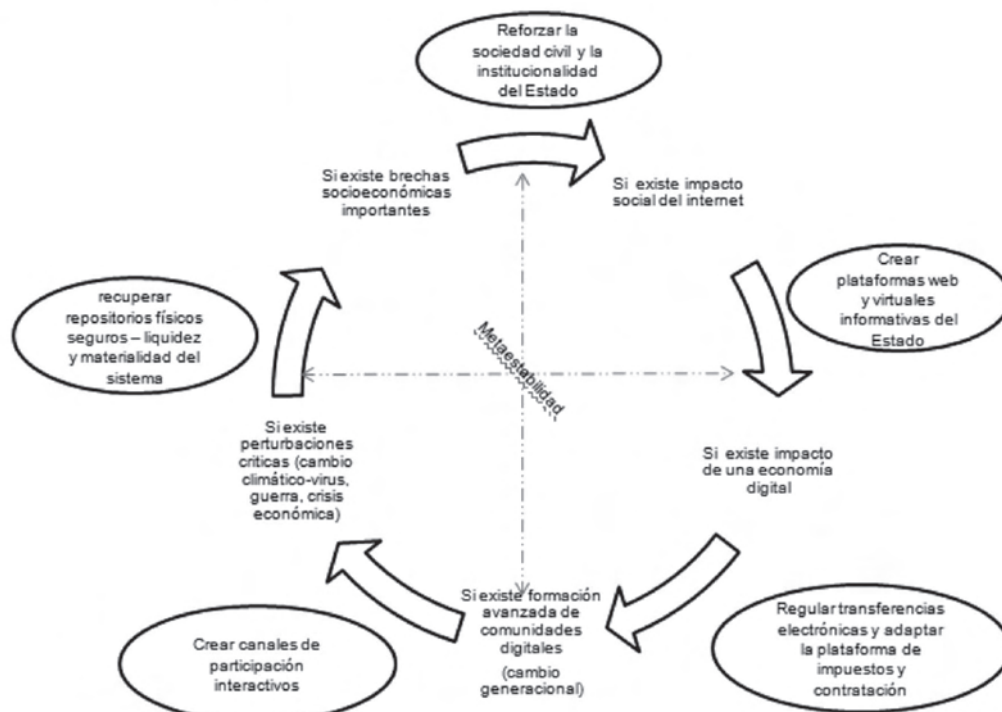 Reforzar la
sociedad civil y la
institucionalidad
del Estado
Si existe brechas
socioeconómicas
importantes
Si existe impacto
social del internet
Crear
plataformas web
y virtuales
informativas del
Estado
recuperar
repositorios físicos
seguros – liquidez
y materialidad del
sistema
Metaestabilidad
Si existe
perturbaciones
criticas (cambio
climático-virus,
guerra, crisis
económica)
Si existe impacto
de una economía
digital
Si existe formación
avanzada de
comunidades
digitales
(cambio
generacional)
Crear canales de
participación
interactivos
Regular transferencias
electrónicas y adaptar
la plataforma de
impuestos y
contratación